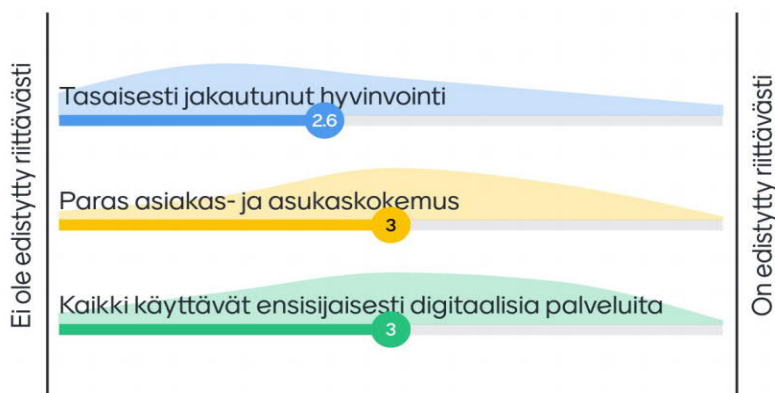 Ei ole edistytty riittävästi
Tasaisesti jakautunut hyvinvointi
2.6
Paras asiakas- ja asukaskokemus
3
Kaikki käyttävät ensisijaisesti digitaalisia palveluita
3
On edistytty riittävästi